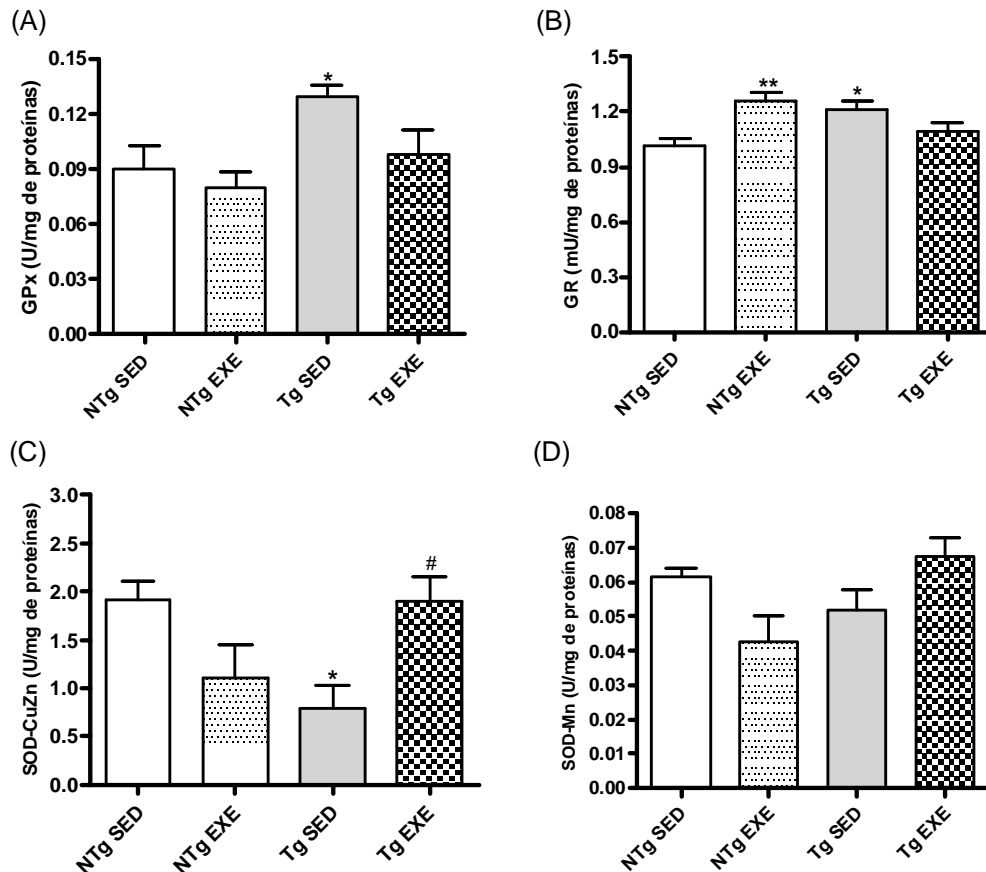 (A)
GPx (U/mg de proteínas)
0.15
0.12
0.09
0.06
0.03
0.00
*
NTg SED
NTg EXE
Tg SED
Tg EXE
(B)
GR (mU/mg de proteínas)
1.5
1.2
0.9
0.6
0.3
0.0
**
*
NTg SED
NTg EXE
Tg SED
Tg EXE
(C)
SOD-CuZn (U/mg de proteínas)
3.0
2.5
2.0
1.5
1.0
0.5
0.0
*
#
NTg SED
NTg EXE
Tg SED
Tg EXE
(D)
SOD-Mn (U/mg de proteínas)
0.08
0.07
0.06
0.05
0.04
0.03
0.02
0.01
0.00
NTg SED
NTg EXE
Tg SED
Tg EXE